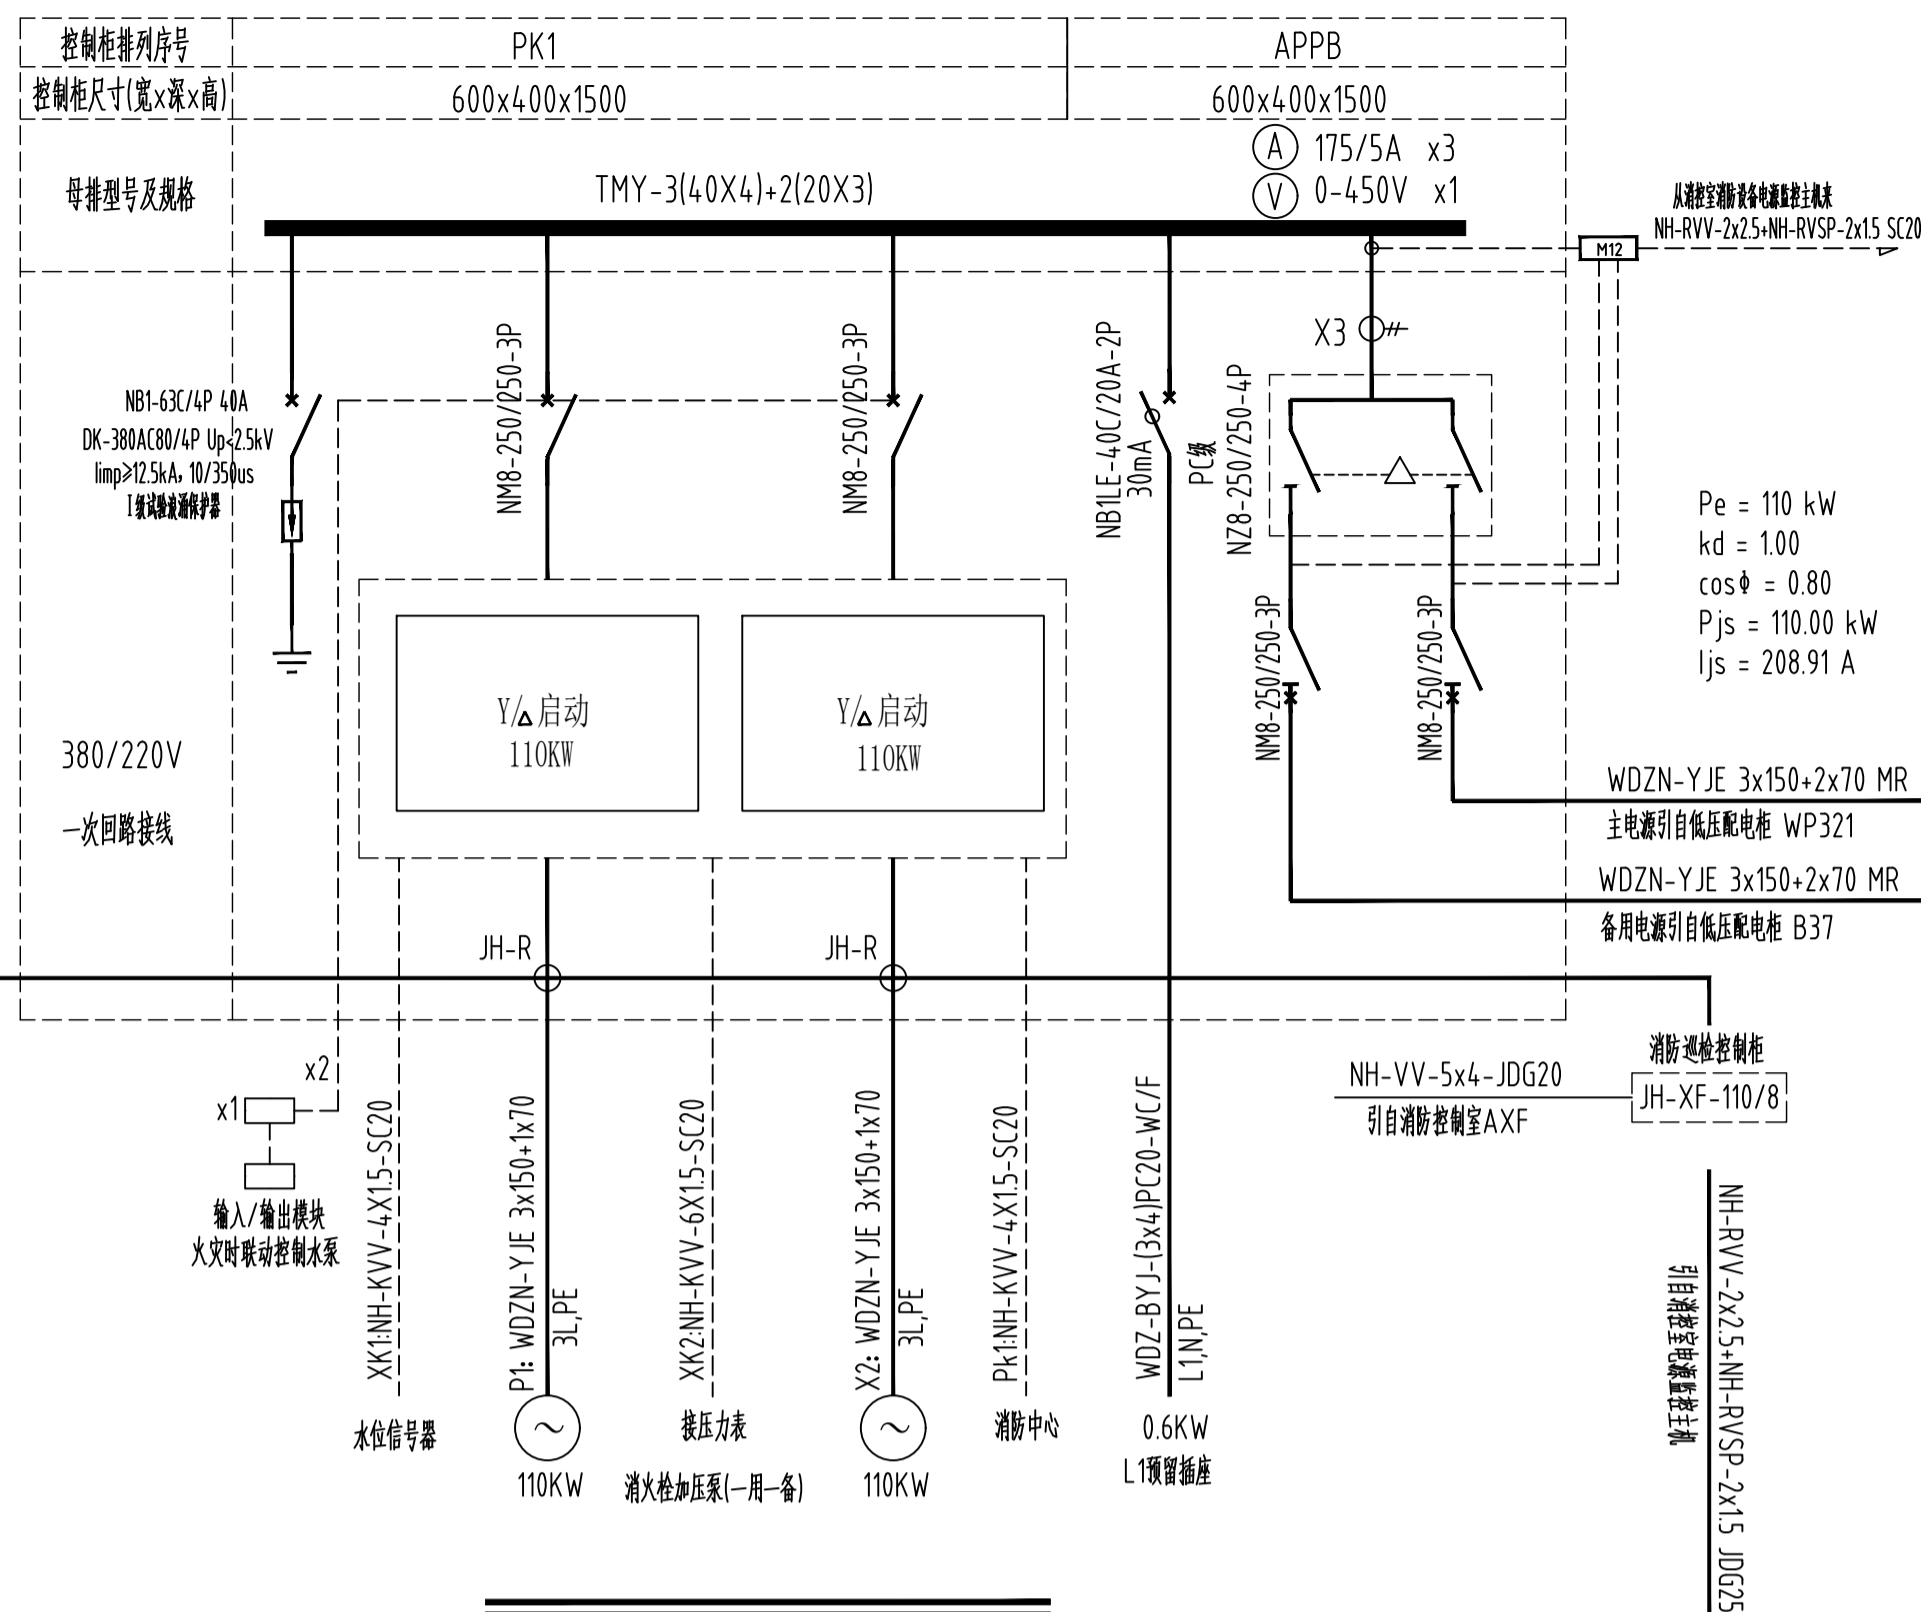 控制柜排列序号
PK1
APPB
控制柜尺寸(宽x深x高)
600x400x1500
600x400x1500
母排型号及规格
TMY-3(40X4)+2(20X3)
A 175/5A x3
V 0-450V x1
从消控室消防设备电源监控主机来
NH-RVV-2x2.5+NH-RVSP-2x1.5 SC20
M12
X3
NB1-63C/4P 40A
DK-380AC80/4P Up<2.5kV
Iimp≥12.5kA, 10/350us
I级试验浪涌保护器
NM8-250/250-3P
NM8-250/250-3P
NB1LE-40C/20A-2P
30mA
PC级
NZ8-250/250-4P
Pe = 110 kW
kd = 1.00
cosΦ = 0.80
Pjs = 110.00 kW
Ijs = 208.91 A
NM8-250/250-3P
NM8-250/250-3P
Y/△启动
110KW
Y/△启动
110KW
380/220V
一次回路接线
WDZN-YJE 3x150+2x70 MR
主电源引自低压配电柜 WP321
WDZN-YJE 3x150+2x70 MR
备用电源引自低压配电柜 B37
JH-R
JH-R
消防巡检控制柜
JH-XF-110/8
NH-VV-5x4-JDG20
引自消防控制室AXF
x2
x1
输入/输出模块
火灾时联动控制水泵
XK1:NH-KVV-4X1.5-SC20
P1: WDZN-YJE 3x150+1x70
3L,PE
XK2:NH-KVV-6X1.5-SC20
X2: WDZN-YJE 3x150+1x70
3L,PE
Pk1:NH-KVV-4X1.5-SC20
WDZ-BYJ-(3x4)PC20-WC/F
L1,N,PE
NH-RVV-2x2.5+NH-RVSP-2x1.5 JDG25
引自消控室电源监控主机
水位信号器
~
接压力表
~
消防中心
0.6KW
L1预留插座
110KW
消火栓加压泵(一用一备)
110KW